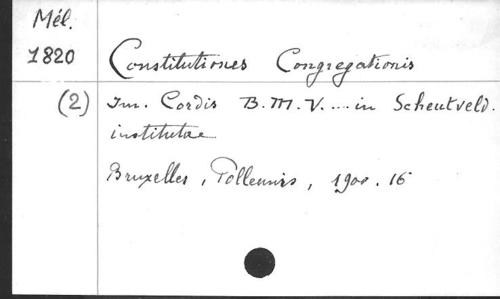 Mél.
1820
Constitutiones Congregationis
(2) Im. Cordis B.M.V. .... in Scheutveld.
institutae
Bruxelles, Polleunis, 1900. 16°